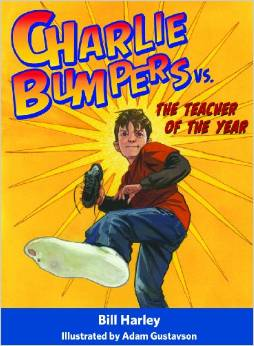 CHARLIE
BUMPERS VS.
THE TEACHER
OF THE YEAR
Bill Harley
Illustrated by Adam Gustavson